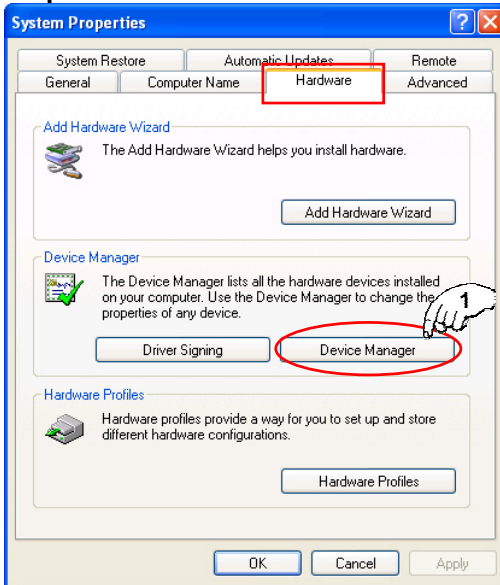 System Properties
System Restore Automatic Updates Remote
General Computer Name Hardware Advanced
Add Hardware Wizard
The Add Hardware Wizard helps you install hardware.
Add Hardware Wizard
Device Manager
The Device Manager lists all the hardware devices installed
on your computer. Use the Device Manager to change the
properties of any device.
1
Driver Signing Device Manager
Hardware Profiles
Hardware profiles provide a way for you to set up and store
different hardware configurations.
Hardware Profiles
OK Cancel Apply